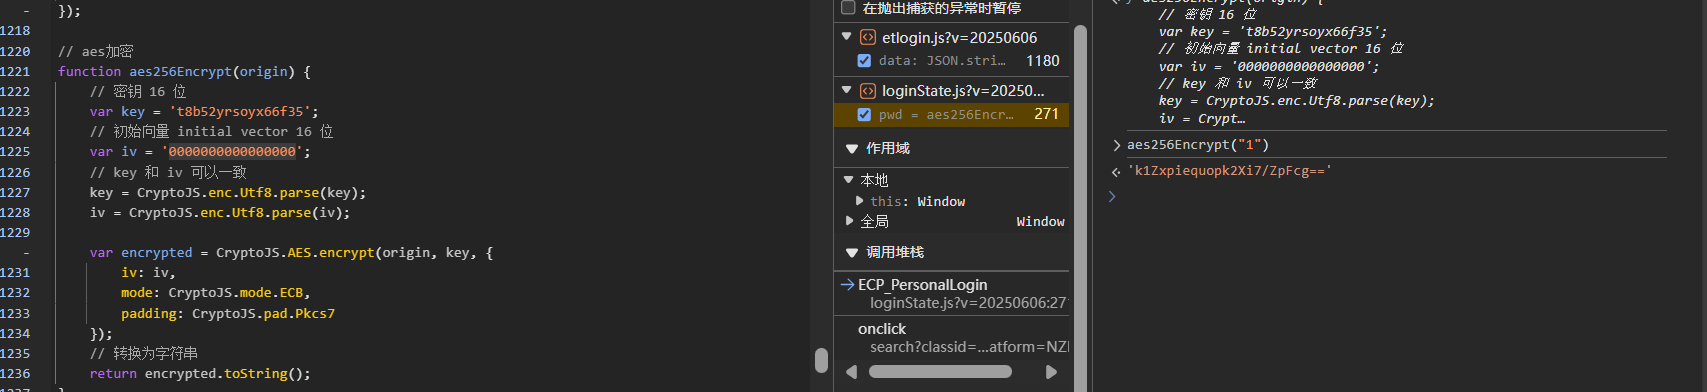 });
1218
1220 // aes加密
1221 function aes256Encrypt(origin) {
1222 // 密钥 16 位
1223 var key = 't8b52yrsoyx66f35';
1224 // 初始向量 initial vector 16 位
1225 var iv = '0000000000000000';
1226 // key 和 iv 可以一致
1227 key = CryptoJS.enc.Utf8.parse(key);
1228 iv = CryptoJS.enc.Utf8.parse(iv);
1229
- var encrypted = CryptoJS.AES.encrypt(origin, key, {
1231 iv: iv,
1232 mode: CryptoJS.mode.ECB,
1233 padding: CryptoJS.pad.Pkcs7
1234 });
1235 // 转换为字符串
1236 return encrypted.toString();
在抛出捕获的异常时暂停
etlogin.js?v=20250606
data: JSON.stri… 1180
loginState.js?v=20250…
pwd = aes256Encr… 271
作用域
本地
this: Window
全局 Window
调用堆栈
ECP_PersonalLogin
loginState.js?v=20250606:27
onclick
search?classid=…atform=NZ
// 密钥 16 位
var key = 't8b52yrsoyx66f35';
// 初始向量 initial vector 16 位
var iv = '0000000000000000';
// key 和 iv 可以一致
key = CryptoJS.enc.Utf8.parse(key);
iv = Crypt…
aes256Encrypt("1")
'k1Zxpiequopk2Xi7/ZpFcg=='